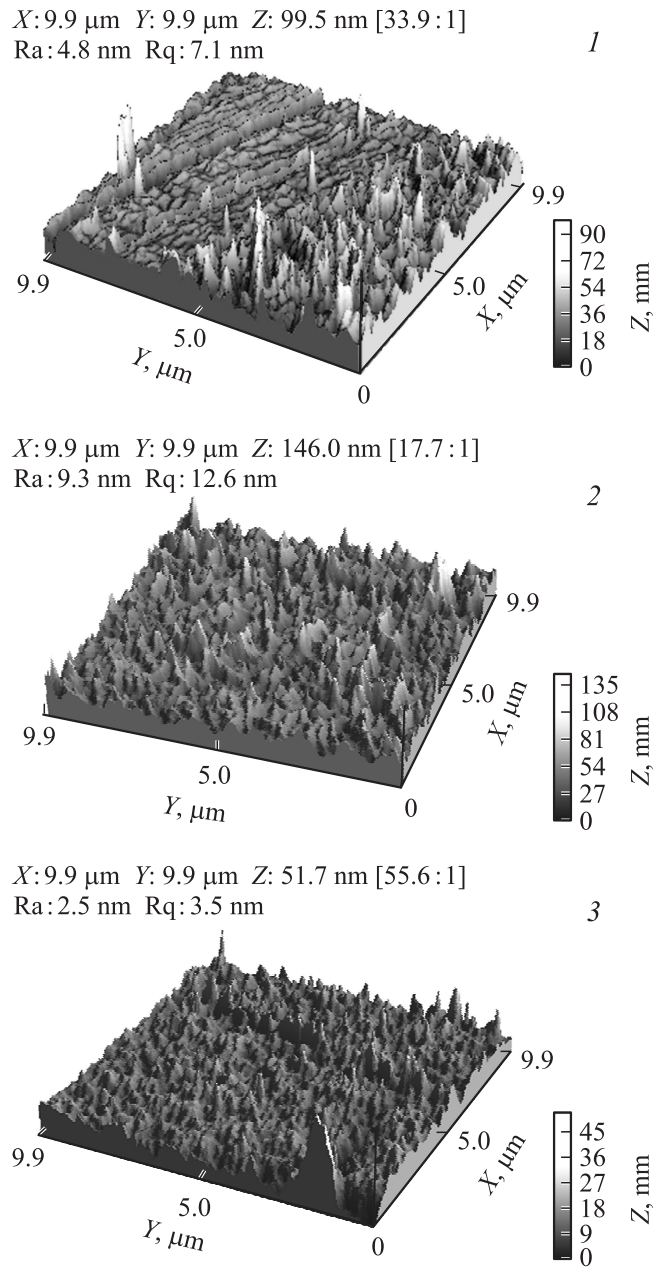 X: 9.9 μm Y: 9.9 μm Z: 99.5 nm [33.9 : 1]
Ra: 4.8 nm Rq: 7.1 nm
1
9.9
5.0
0
Y, μm
5.0
9.9
X, μm
90
72
54
36
18
0
Z, mm
X: 9.9 μm Y: 9.9 μm Z: 146.0 nm [17.7 : 1]
Ra: 9.3 nm Rq: 12.6 nm
2
9.9
5.0
0
Y, μm
5.0
9.9
X, μm
135
108
81
54
27
0
Z, mm
X: 9.9 μm Y: 9.9 μm Z: 51.7 nm [55.6 : 1]
Ra: 2.5 nm Rq: 3.5 nm
3
9.9
5.0
0
Y, μm
5.0
9.9
X, μm
45
36
27
18
9
0
Z, mm